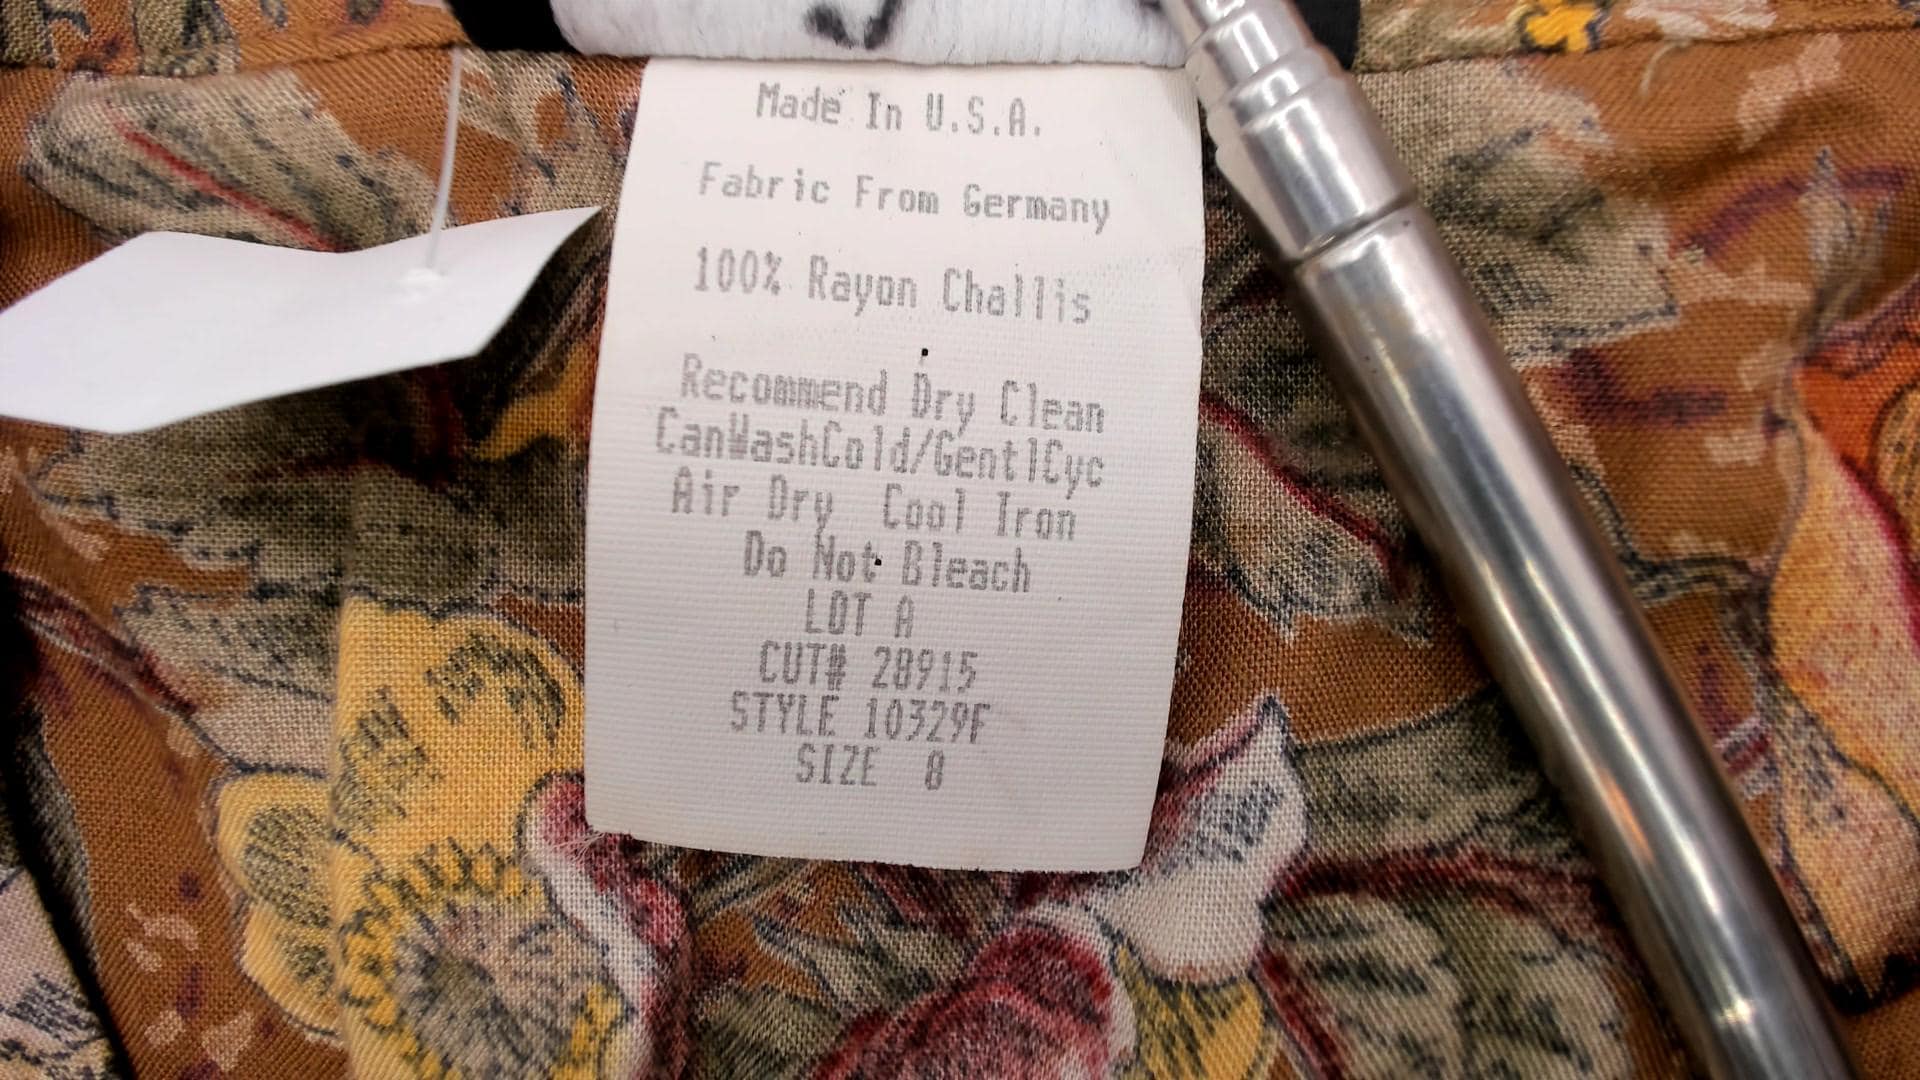 Made In U.S.A.
Fabric From Germany
100% Rayon Challis
Recommend Dry Clean
CanWashCold/GentlCyc
Air Dry  Cool Iron
Do Not Bleach
LOT A
CUT# 28915
STYLE 10329F
SIZE  8